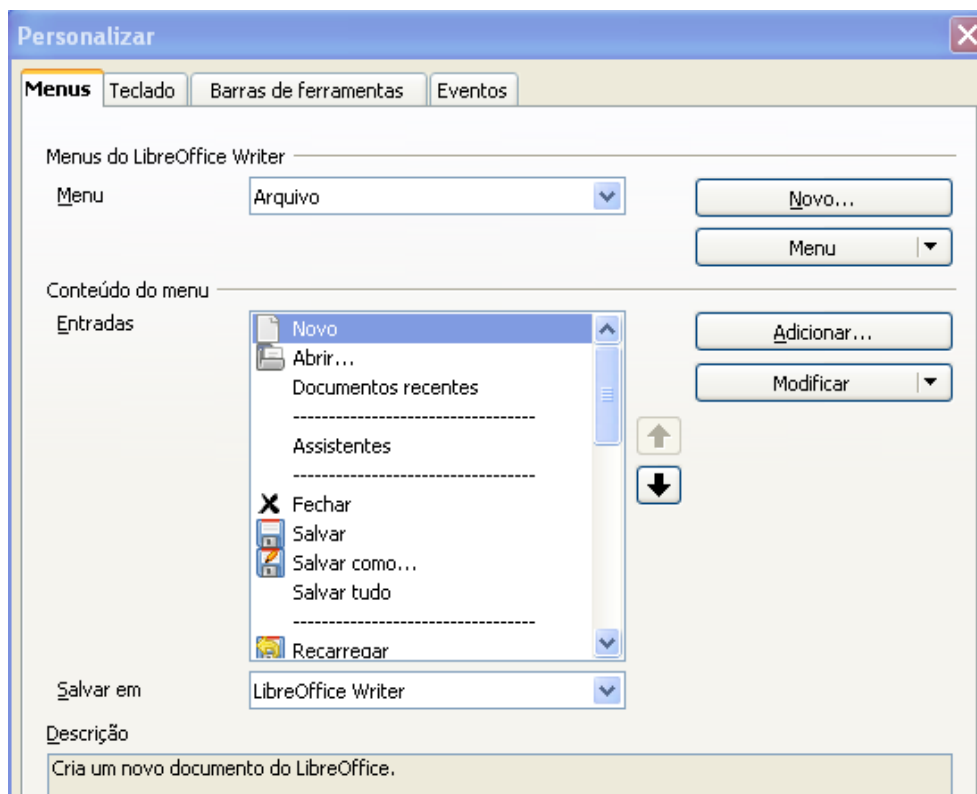 Personalizar
Menus Teclado Barras de ferramentas Eventos
Menus do LibreOffice Writer
Menu Arquivo Novo...
Menu
Conteúdo do menu
Entradas Novo Adicionar...
Abrir...
Documentos recentes Modificar
--------------------------------
Assistentes
--------------------------------
Fechar
Salvar
Salvar como...
Salvar tudo
--------------------------------
Recarregar
Salvar em LibreOffice Writer
Descrição
Cria um novo documento do LibreOffice.